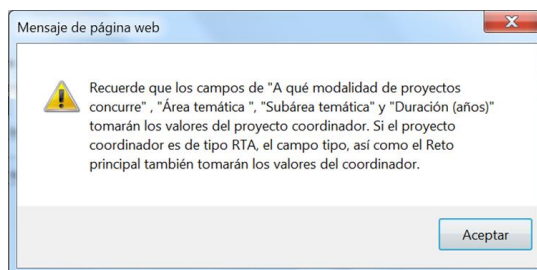 Mensaje de página web
Recuerde que los campos de "A qué modalidad de proyectos
concurre" , "Área temática ", "Subárea temática" y "Duración (años)"
tomarán los valores del proyecto coordinador. Si el proyecto
coordinador es de tipo RTA, el campo tipo, así como el Reto
principal también tomarán los valores del coordinador.
Aceptar